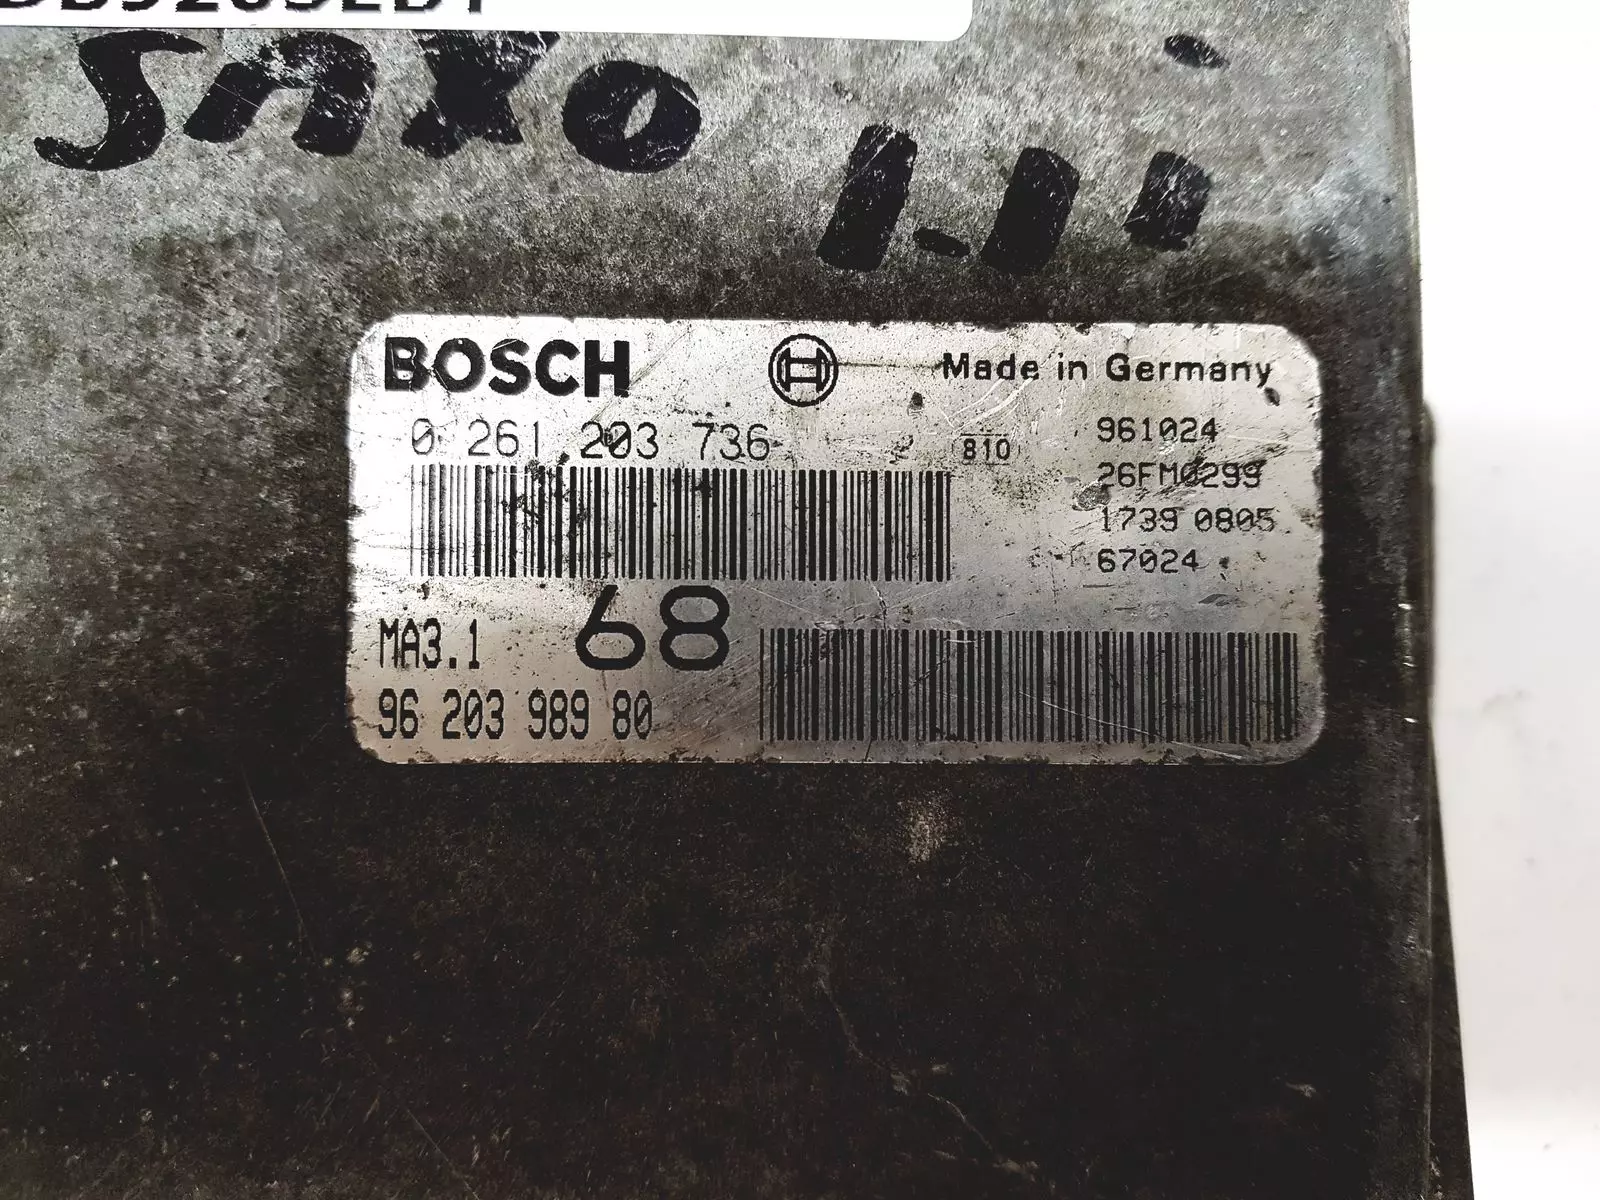 SAXO 1.1i
BOSCH Made in Germany
0 261 203 736 810 961024
26FM0299
1739 0805
67024
MA3.1 68
96 203 989 80